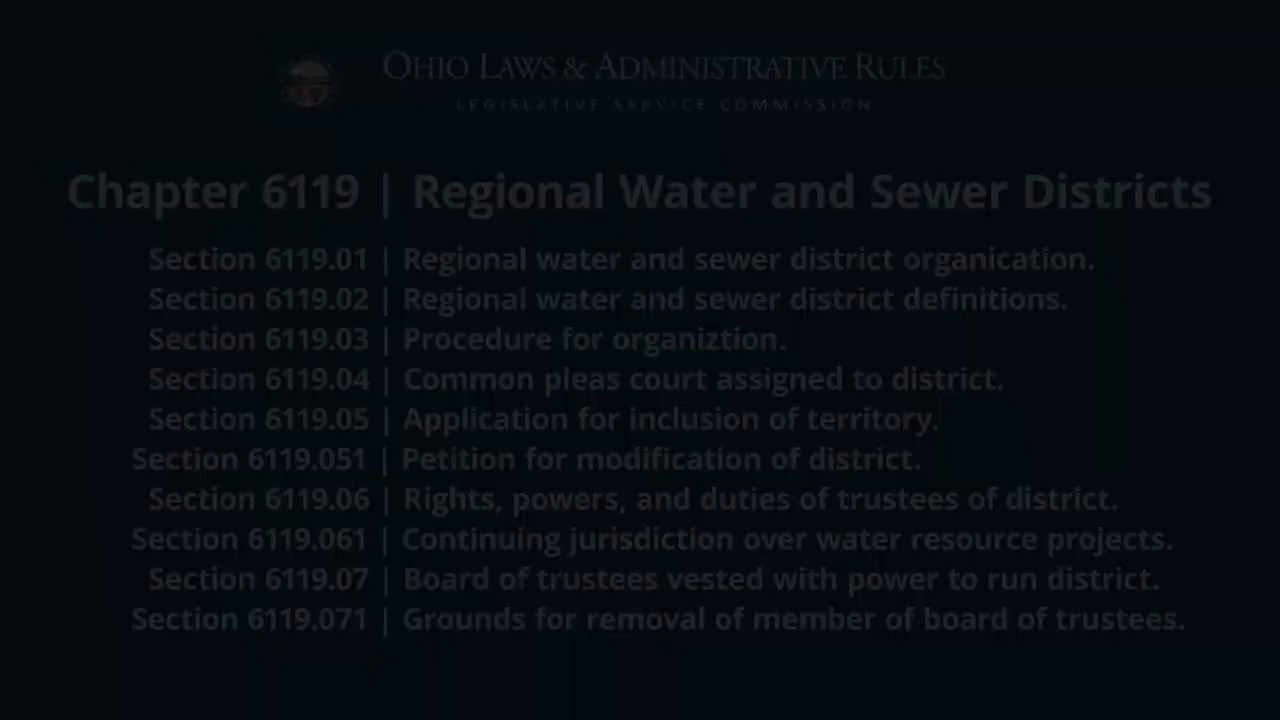 OHIO LAWS & ADMINISTRATIVE RULES
LEGISLATIVE SERVICE COMMISSION
Chapter 6119 | Regional Water and Sewer Districts
Section 6119.01 | Regional water and sewer district organication.
Section 6119.02 | Regional water and sewer district definitions.
Section 6119.03 | Procedure for organiztion.
Section 6119.04 | Common pleas court assigned to district.
Section 6119.05 | Application for inclusion of territory.
Section 6119.051 | Petition for modification of district.
Section 6119.06 | Rights, powers, and duties of trustees of district.
Section 6119.061 | Continuing jurisdiction over water resource projects.
Section 6119.07 | Board of trustees vested with power to run district.
Section 6119.071 | Grounds for removal of member of board of trustees.